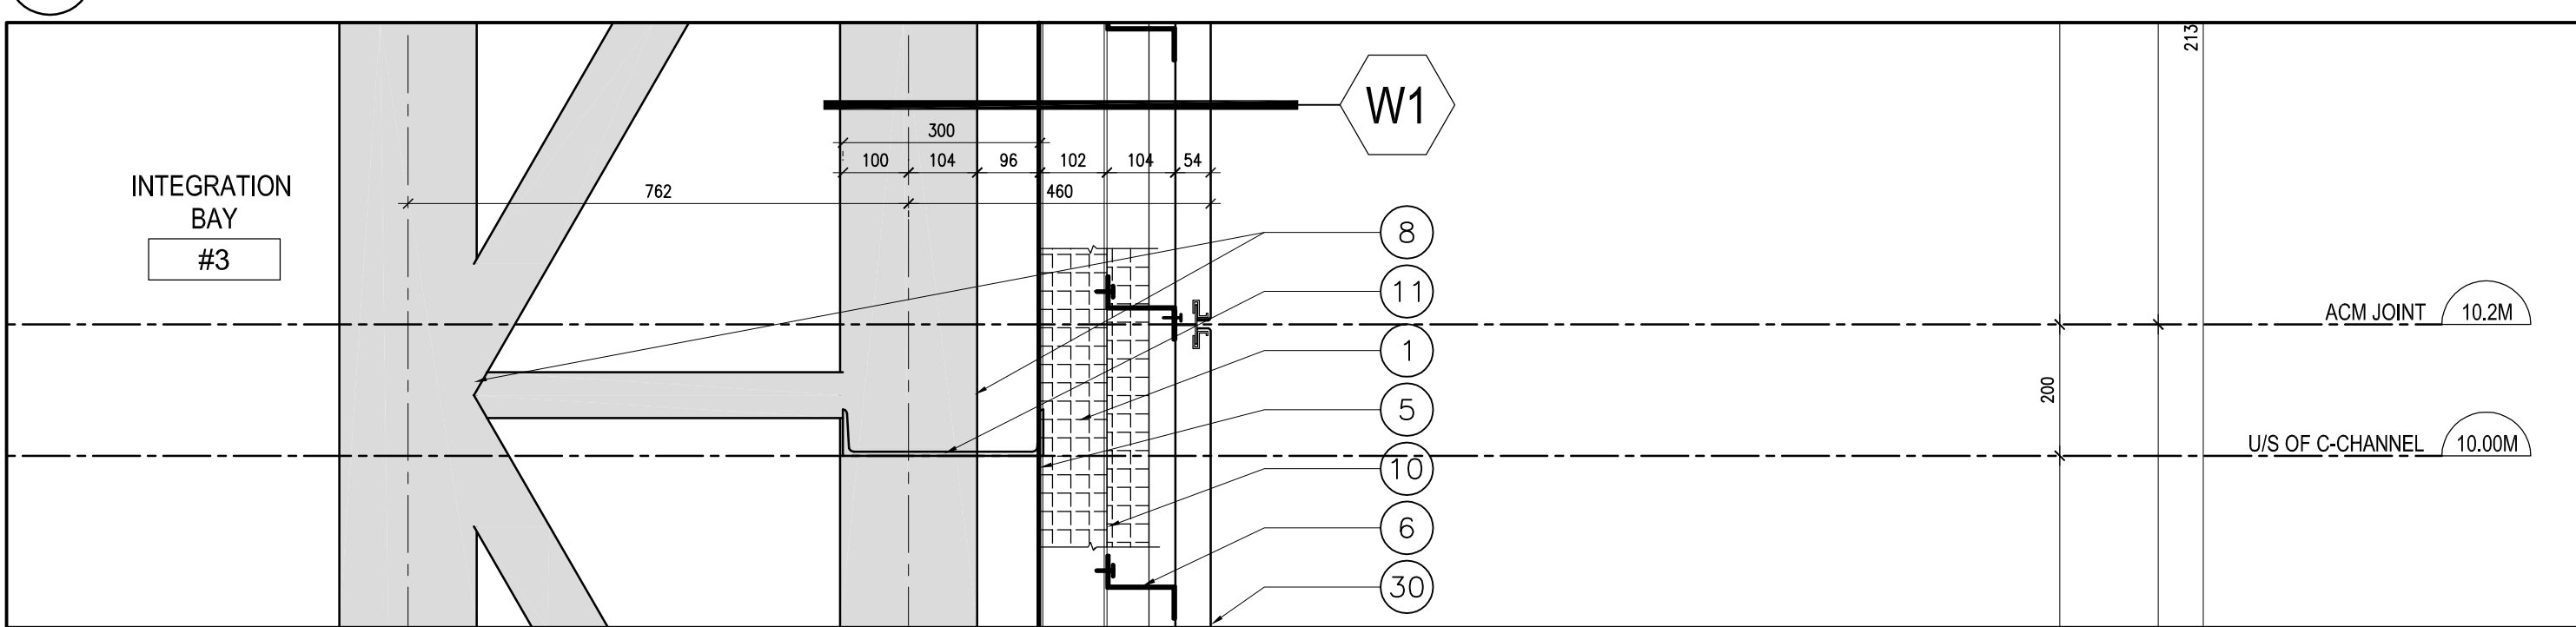 213
W1
300
100 104 96 102 104 54
762 460
INTEGRATION
BAY
#3
8
11
ACM JOINT 10.2M
1
200
5
U/S OF C-CHANNEL 10.00M
10
6
30